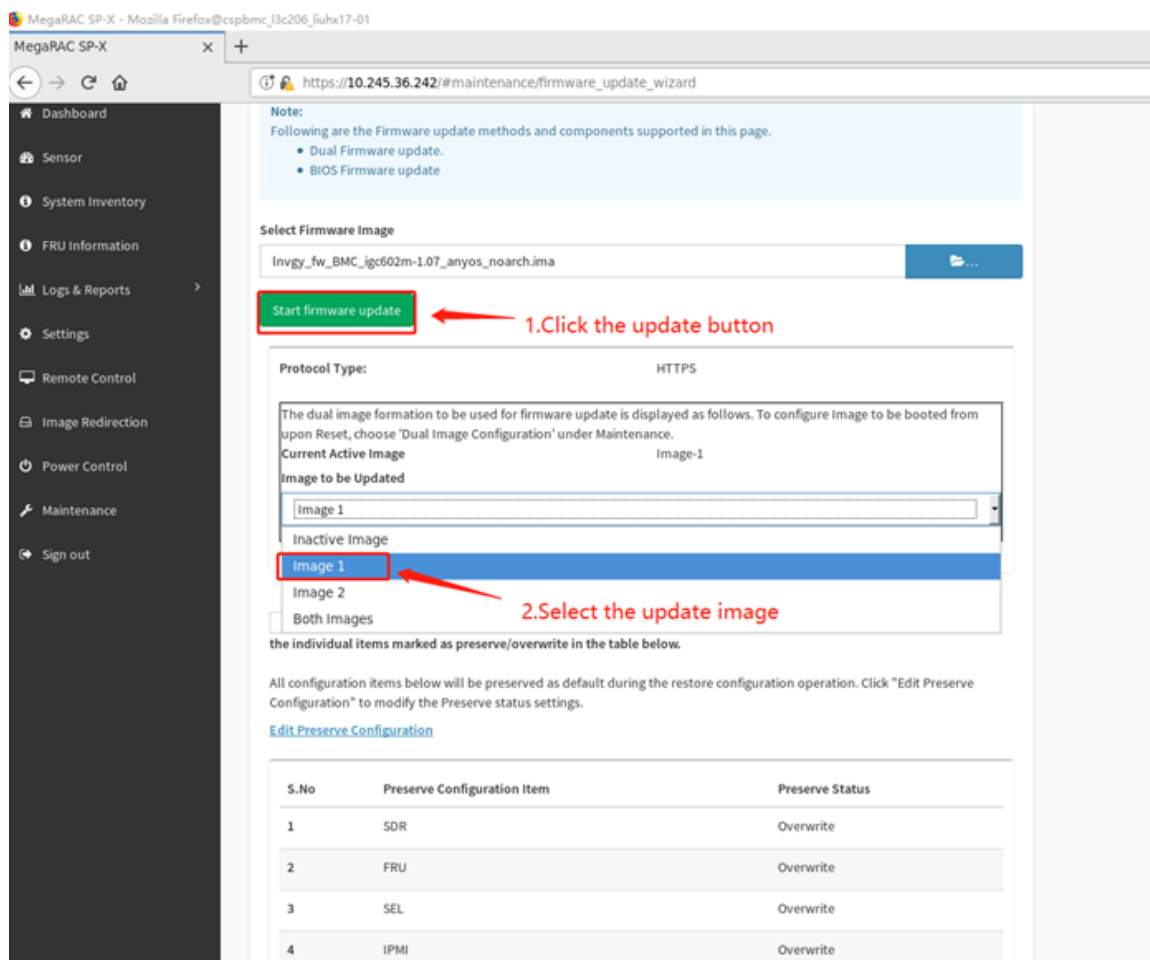 MegaRAC SP-X - Mozilla Firefox@cspbmc_l3c206_liuhx17-01
MegaRAC SP-X
https://10.245.36.242/#maintenance/firmware_update_wizard
Dashboard
Sensor
System Inventory
FRU Information
Logs & Reports
Settings
Remote Control
Image Redirection
Power Control
Maintenance
Sign out
Note:
Following are the Firmware update methods and components supported in this page.
• Dual Firmware update.
• BIOS Firmware update
Select Firmware Image
lnvgy_fw_BMC_igc602m-1.07_anyos_noarch.ima
...
Start firmware update
1.Click the update button
Protocol Type: HTTPS
The dual image formation to be used for firmware update is displayed as follows. To configure Image to be booted from
upon Reset, choose 'Dual Image Configuration' under Maintenance.
Current Active Image Image-1
Image to be Updated
Image 1
Inactive Image
Image 1
Image 2
Both Images
2.Select the update image
the individual items marked as preserve/overwrite in the table below.
All configuration items below will be preserved as default during the restore configuration operation. Click "Edit Preserve
Configuration" to modify the Preserve status settings.
Edit Preserve Configuration
S.No Preserve Configuration Item Preserve Status
1 SDR Overwrite
2 FRU Overwrite
3 SEL Overwrite
4 IPMI Overwrite